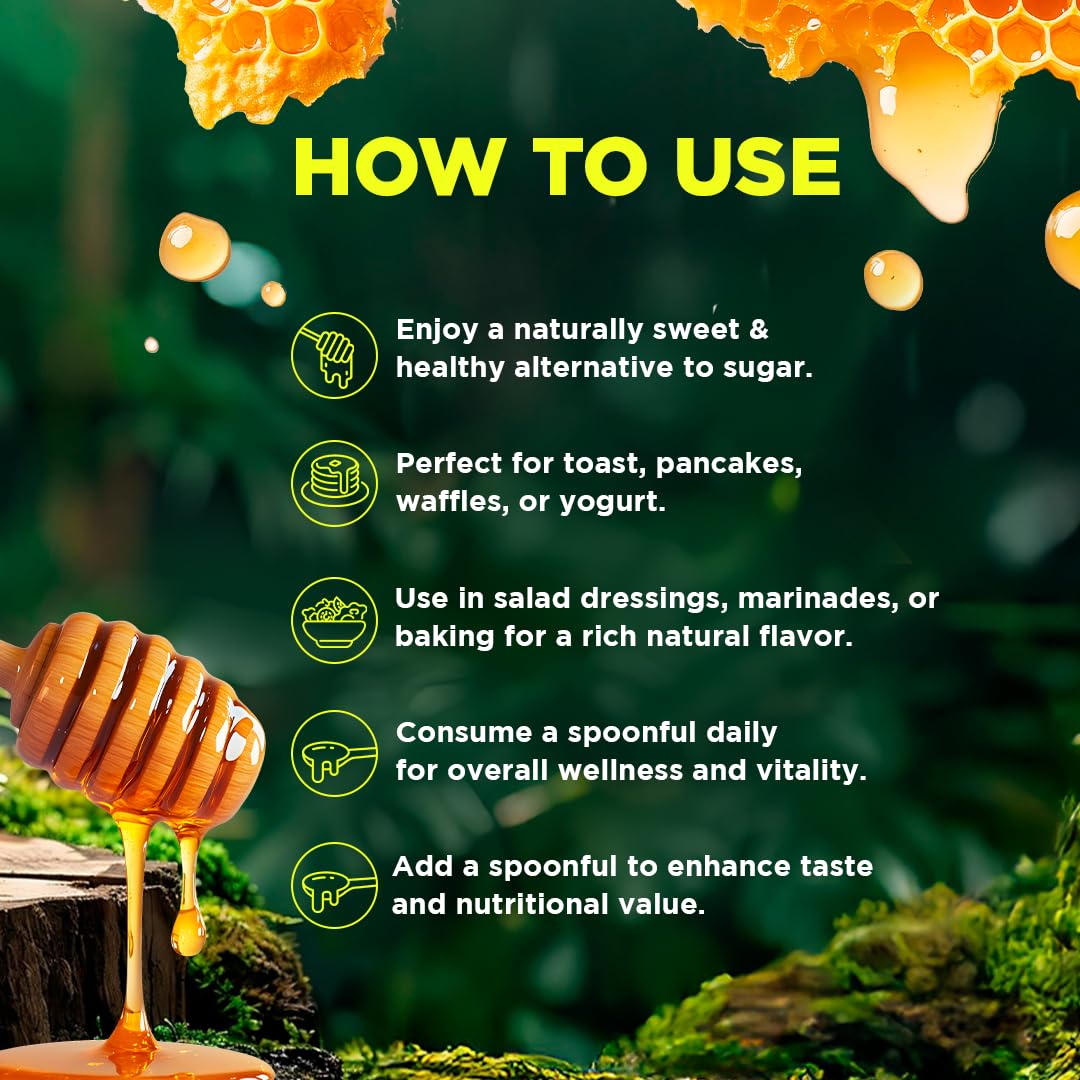 HOW TO USE
Enjoy a naturally sweet &
healthy alternative to sugar.
Perfect for toast, pancakes,
waffles, or yogurt.
Use in salad dressings, marinades, or
baking for a rich natural flavor.
Consume a spoonful daily
for overall wellness and vitality.
Add a spoonful to enhance taste
and nutritional value.